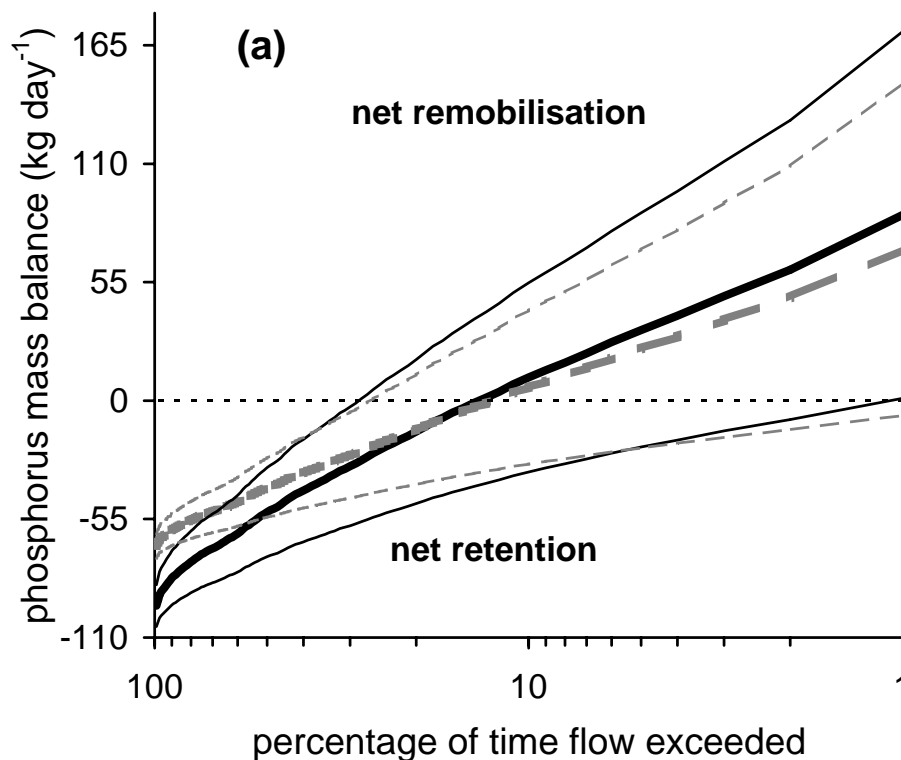 (a)
net remobilisation
net retention
phosphorus mass balance (kg day⁻¹)
165
110
55
0
-55
-110
100
10
1
percentage of time flow exceeded